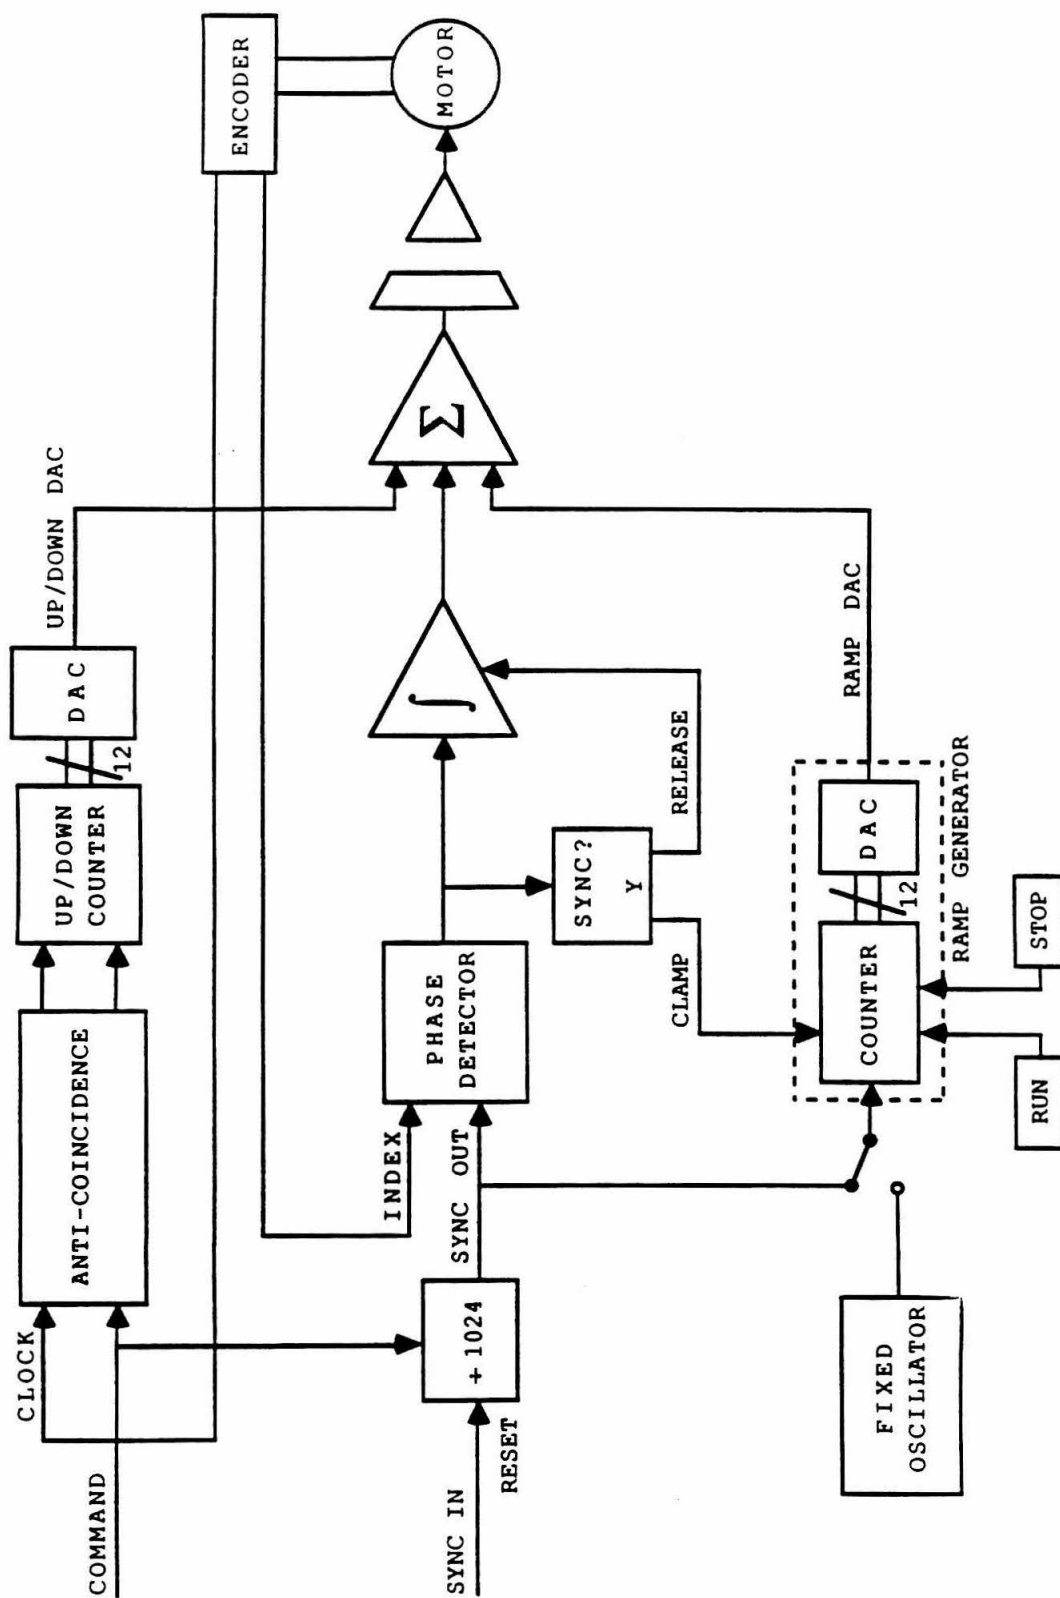 COMMAND
CLOCK
ANTI-COINCIDENCE
UP/DOWN
COUNTER
12
DAC
UP/DOWN DAC
ENCODER
MOTOR
SYNC IN
RESET
+ 1024
SYNC OUT
INDEX
PHASE
DETECTOR
SYNC?
Y
CLAMP
RELEASE
∫
Σ
FIXED
OSCILLATOR
COUNTER
12
DAC
RAMP DAC
RAMP GENERATOR
RUN
STOP